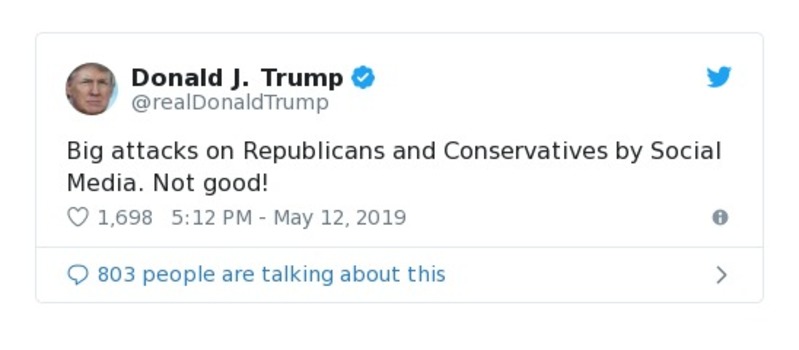 Donald J. Trump
@realDonaldTrump
Big attacks on Republicans and Conservatives by Social
Media. Not good!
1,698 5:12 PM - May 12, 2019
803 people are talking about this